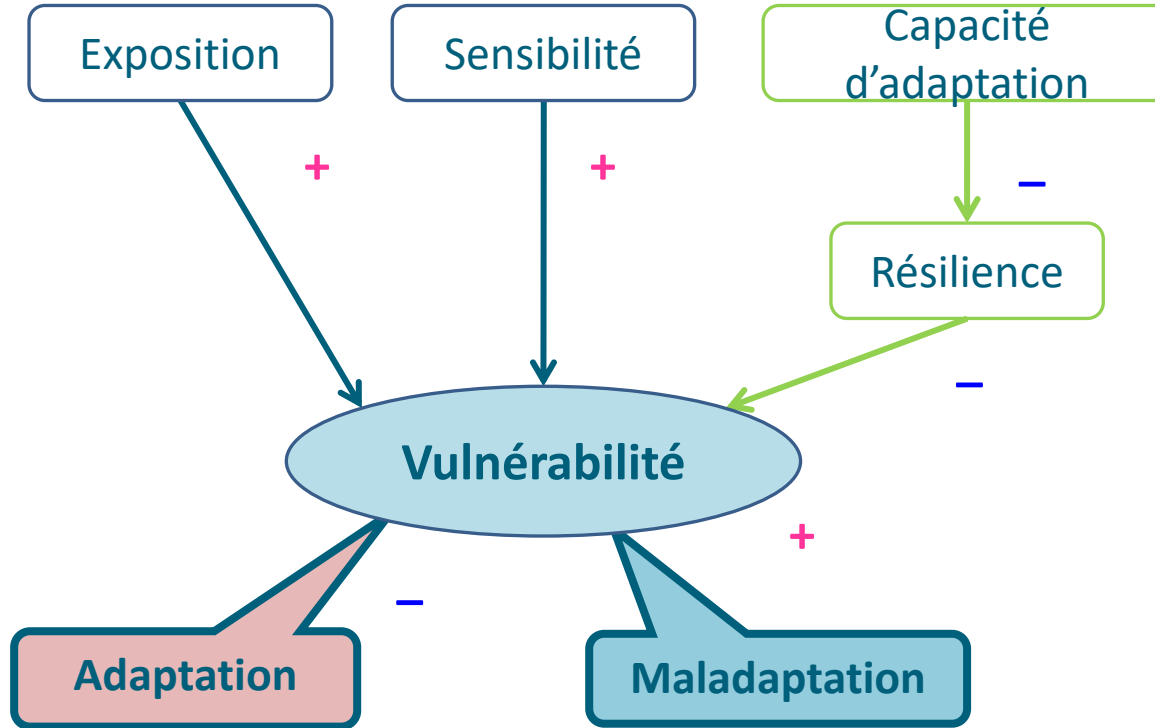 Exposition
Sensibilité
Capacité
d’adaptation
+
+
–
Résilience
–
Vulnérabilité
+
–
Adaptation
Maladaptation